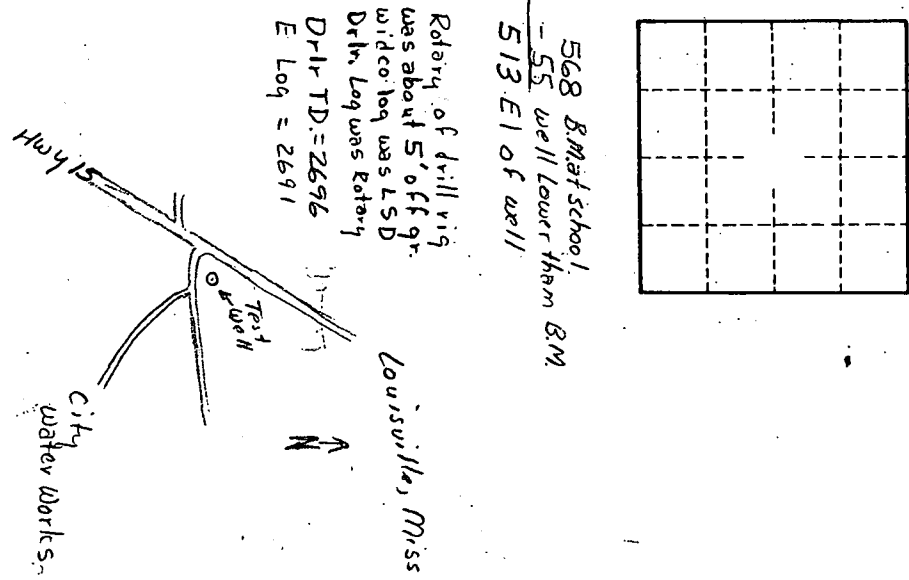 568 B.M. at school.
-55 well Lower than B.M.
513 El of well
Rotary of drill rig
was about 5' off gr.
widco log was LSD
Drlr. Log was Rotary
Drlr TD. = 2696
E Log = 2691
Hwy 15
Test
Well
Louisville, Miss
N
City
Water Works